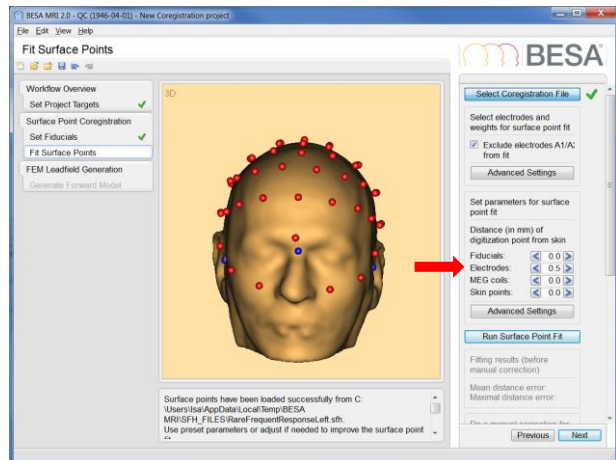 BESA MRI 2.0 - QC (1946-04-01) - New Coregistration project
File Edit View Help
Fit Surface Points
BESA
Workflow Overview
Set Project Targets
Surface Point Coregistration
Set Fiducials
Fit Surface Points
FEM Leadfield Generation
Generate Forward Model
3D
Surface points have been loaded successfully from C:
\Users\Isa\AppData\Local\Temp\BESA
MRI\SFH_FILES\RareFrequentResponseLeft.sfh.
Use preset parameters or adjust if needed to improve the surface point
Select Coregistration File
Select electrodes and
weights for surface point fit
Exclude electrodes A1/A
from fit
Advanced Settings
Set parameters for surface
point fit
Distance (in mm) of
digitization point from skin
Fiducials: 0.0
Electrodes: 0.5
MEG coils: 0.0
Skin points: 0.0
Advanced Settings
Run Surface Point Fit
Fitting results (before
manual correction)
Mean distance error:
Maximal distance error:
Previous Next